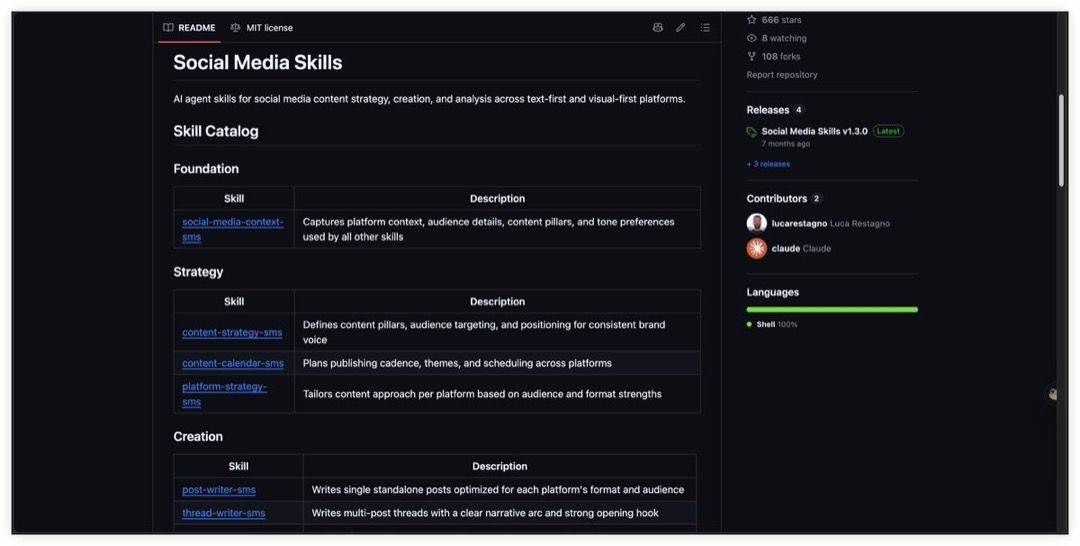 README MIT license
Social Media Skills
AI agent skills for social media content strategy, creation, and analysis across text-first and visual-first platforms.
Skill Catalog
Foundation
Skill Description
social-media-context-
sms
Captures platform context, audience details, content pillars, and tone preferences
used by all other skills
Strategy
Skill Description
content-strategy-sms
Defines content pillars, audience targeting, and positioning for consistent brand
voice
content-calendar-sms Plans publishing cadence, themes, and scheduling across platforms
platform-strategy-
sms
Tailors content approach per platform based on audience and format strengths
Creation
Skill Description
post-writer-sms Writes single standalone posts optimized for each platform's format and audience
thread-writer-sms Writes multi-post threads with a clear narrative arc and strong opening hook
666 stars
8 watching
108 forks
Report repository
Releases 4
Social Media Skills v1.3.0 Latest
7 months ago
+ 3 releases
Contributors 2
lucarestagno Luca Restagno
claude Claude
Languages
Shell 100%